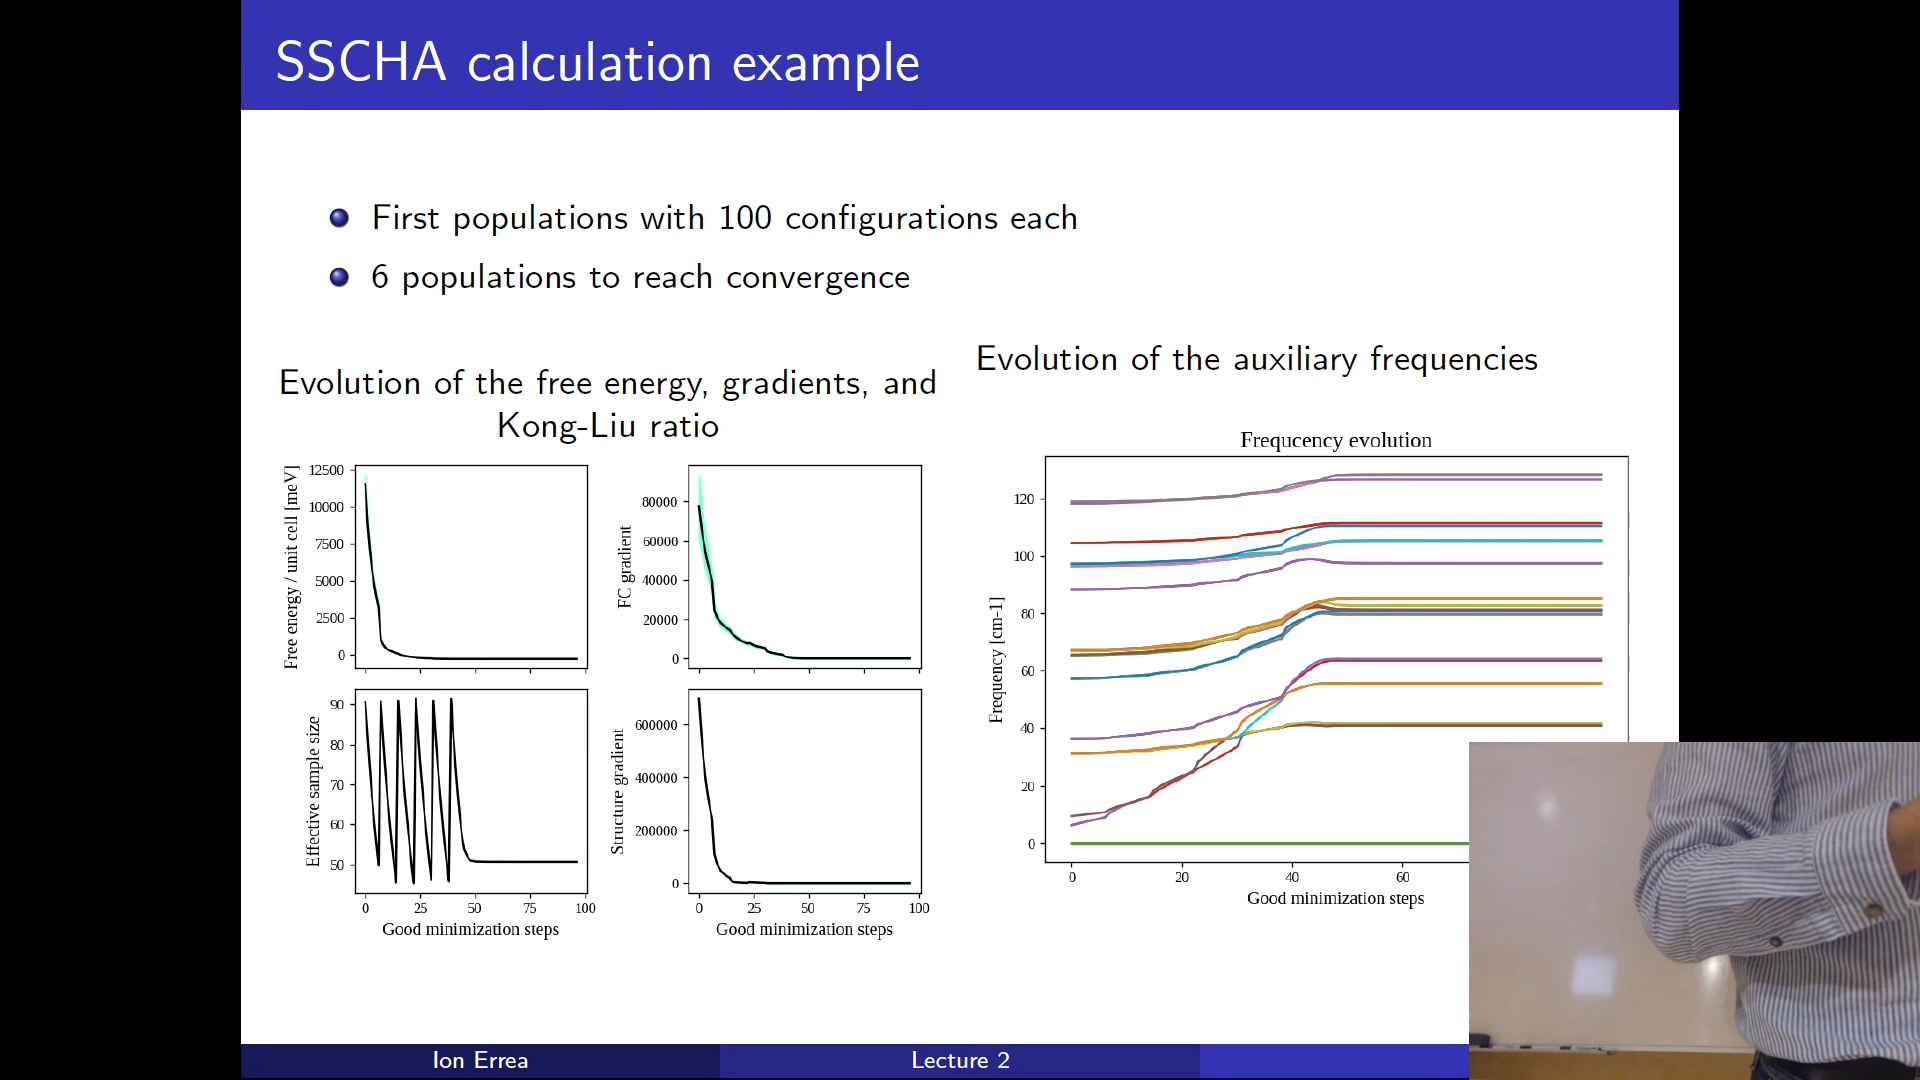 SSCHA calculation example
First populations with 100 configurations each
6 populations to reach convergence
Evolution of the free energy, gradients, and
Kong-Liu ratio
Evolution of the auxiliary frequencies
Free energy / unit cell [meV]
12500
10000
7500
5000
2500
0
FC gradient
80000
60000
40000
20000
0
Effective sample size
90
80
70
60
50
0 25 50 75 100
Good minimization steps
Structure gradient
600000
400000
200000
0
0 25 50 75 100
Good minimization steps
Frequcency evolution
Frequency [cm-1]
120
100
80
60
40
20
0
0 20 40 60
Good minimization steps
Ion Errea
Lecture 2